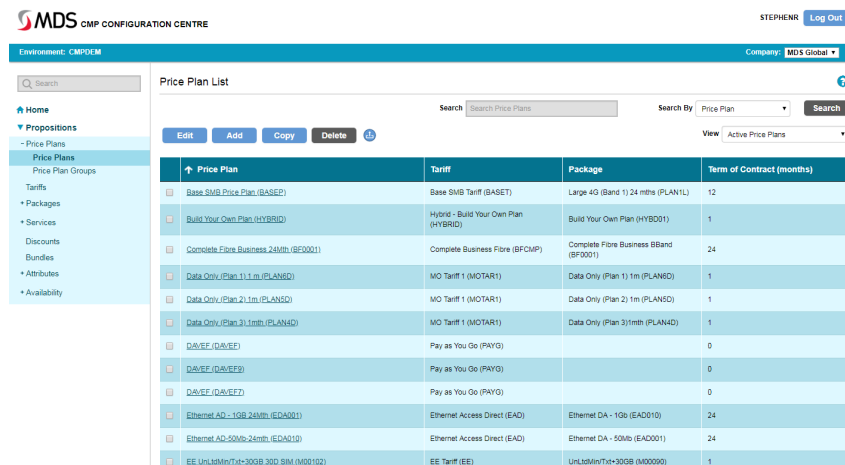 MDS CMP CONFIGURATION CENTRE
STEPHENR Log Out
Environment: CMPDEM
Company: MDS Global
Search
Home
Propositions
- Price Plans
Price Plans
Price Plan Groups
Tariffs
+ Packages
+ Services
Discounts
Bundles
+ Attributes
+ Availability
Price Plan List
Search Search Price Plans Search By Price Plan Search
Edit Add Copy Delete
View Active Price Plans
Price Plan Tariff Package Term of Contract (months)
Base SMB Price Plan (BASEP) Base SMB Tariff (BASET) Large 4G (Band 1) 24 mths (PLAN1L) 12
Build Your Own Plan (HYBRID) Hybrid - Build Your Own Plan (HYBRID) Build Your Own Plan (HYBD01) 1
Complete Fibre Business 24Mth (BF0001) Complete Business Fibre (BFCMP) Complete Fibre Business BBand (BF0001) 24
Data Only (Plan 1) 1 m (PLAN6D) MO Tariff 1 (MOTAR1) Data Only (Plan 1) 1m (PLAN6D) 1
Data Only (Plan 2) 1m (PLAN5D) MO Tariff 1 (MOTAR1) Data Only (Plan 2) 1m (PLAN5D) 1
Data Only (Plan 3) 1mth (PLAN4D) MO Tariff 1 (MOTAR1) Data Only (Plan 3)1mth (PLAN4D) 1
DAVEF (DAVEF) Pay as You Go (PAYG) 0
DAVEF (DAVEF9) Pay as You Go (PAYG) 0
DAVEF (DAVEF7) Pay as You Go (PAYG) 0
Ethernet AD - 1GB 24Mth (EDA001) Ethernet Access Direct (EAD) Ethernet DA - 1Gb (EAD010) 24
Ethernet AD-50Mb-24mth (EDA010) Ethernet Access Direct (EAD) Ethernet DA - 50Mb (EAD001) 24
EE UnLtdMin/Txt+30GB 30D SIM (M00102) EE Tariff (EE) UnLtdMin/Txt+30GB (M00090) 1